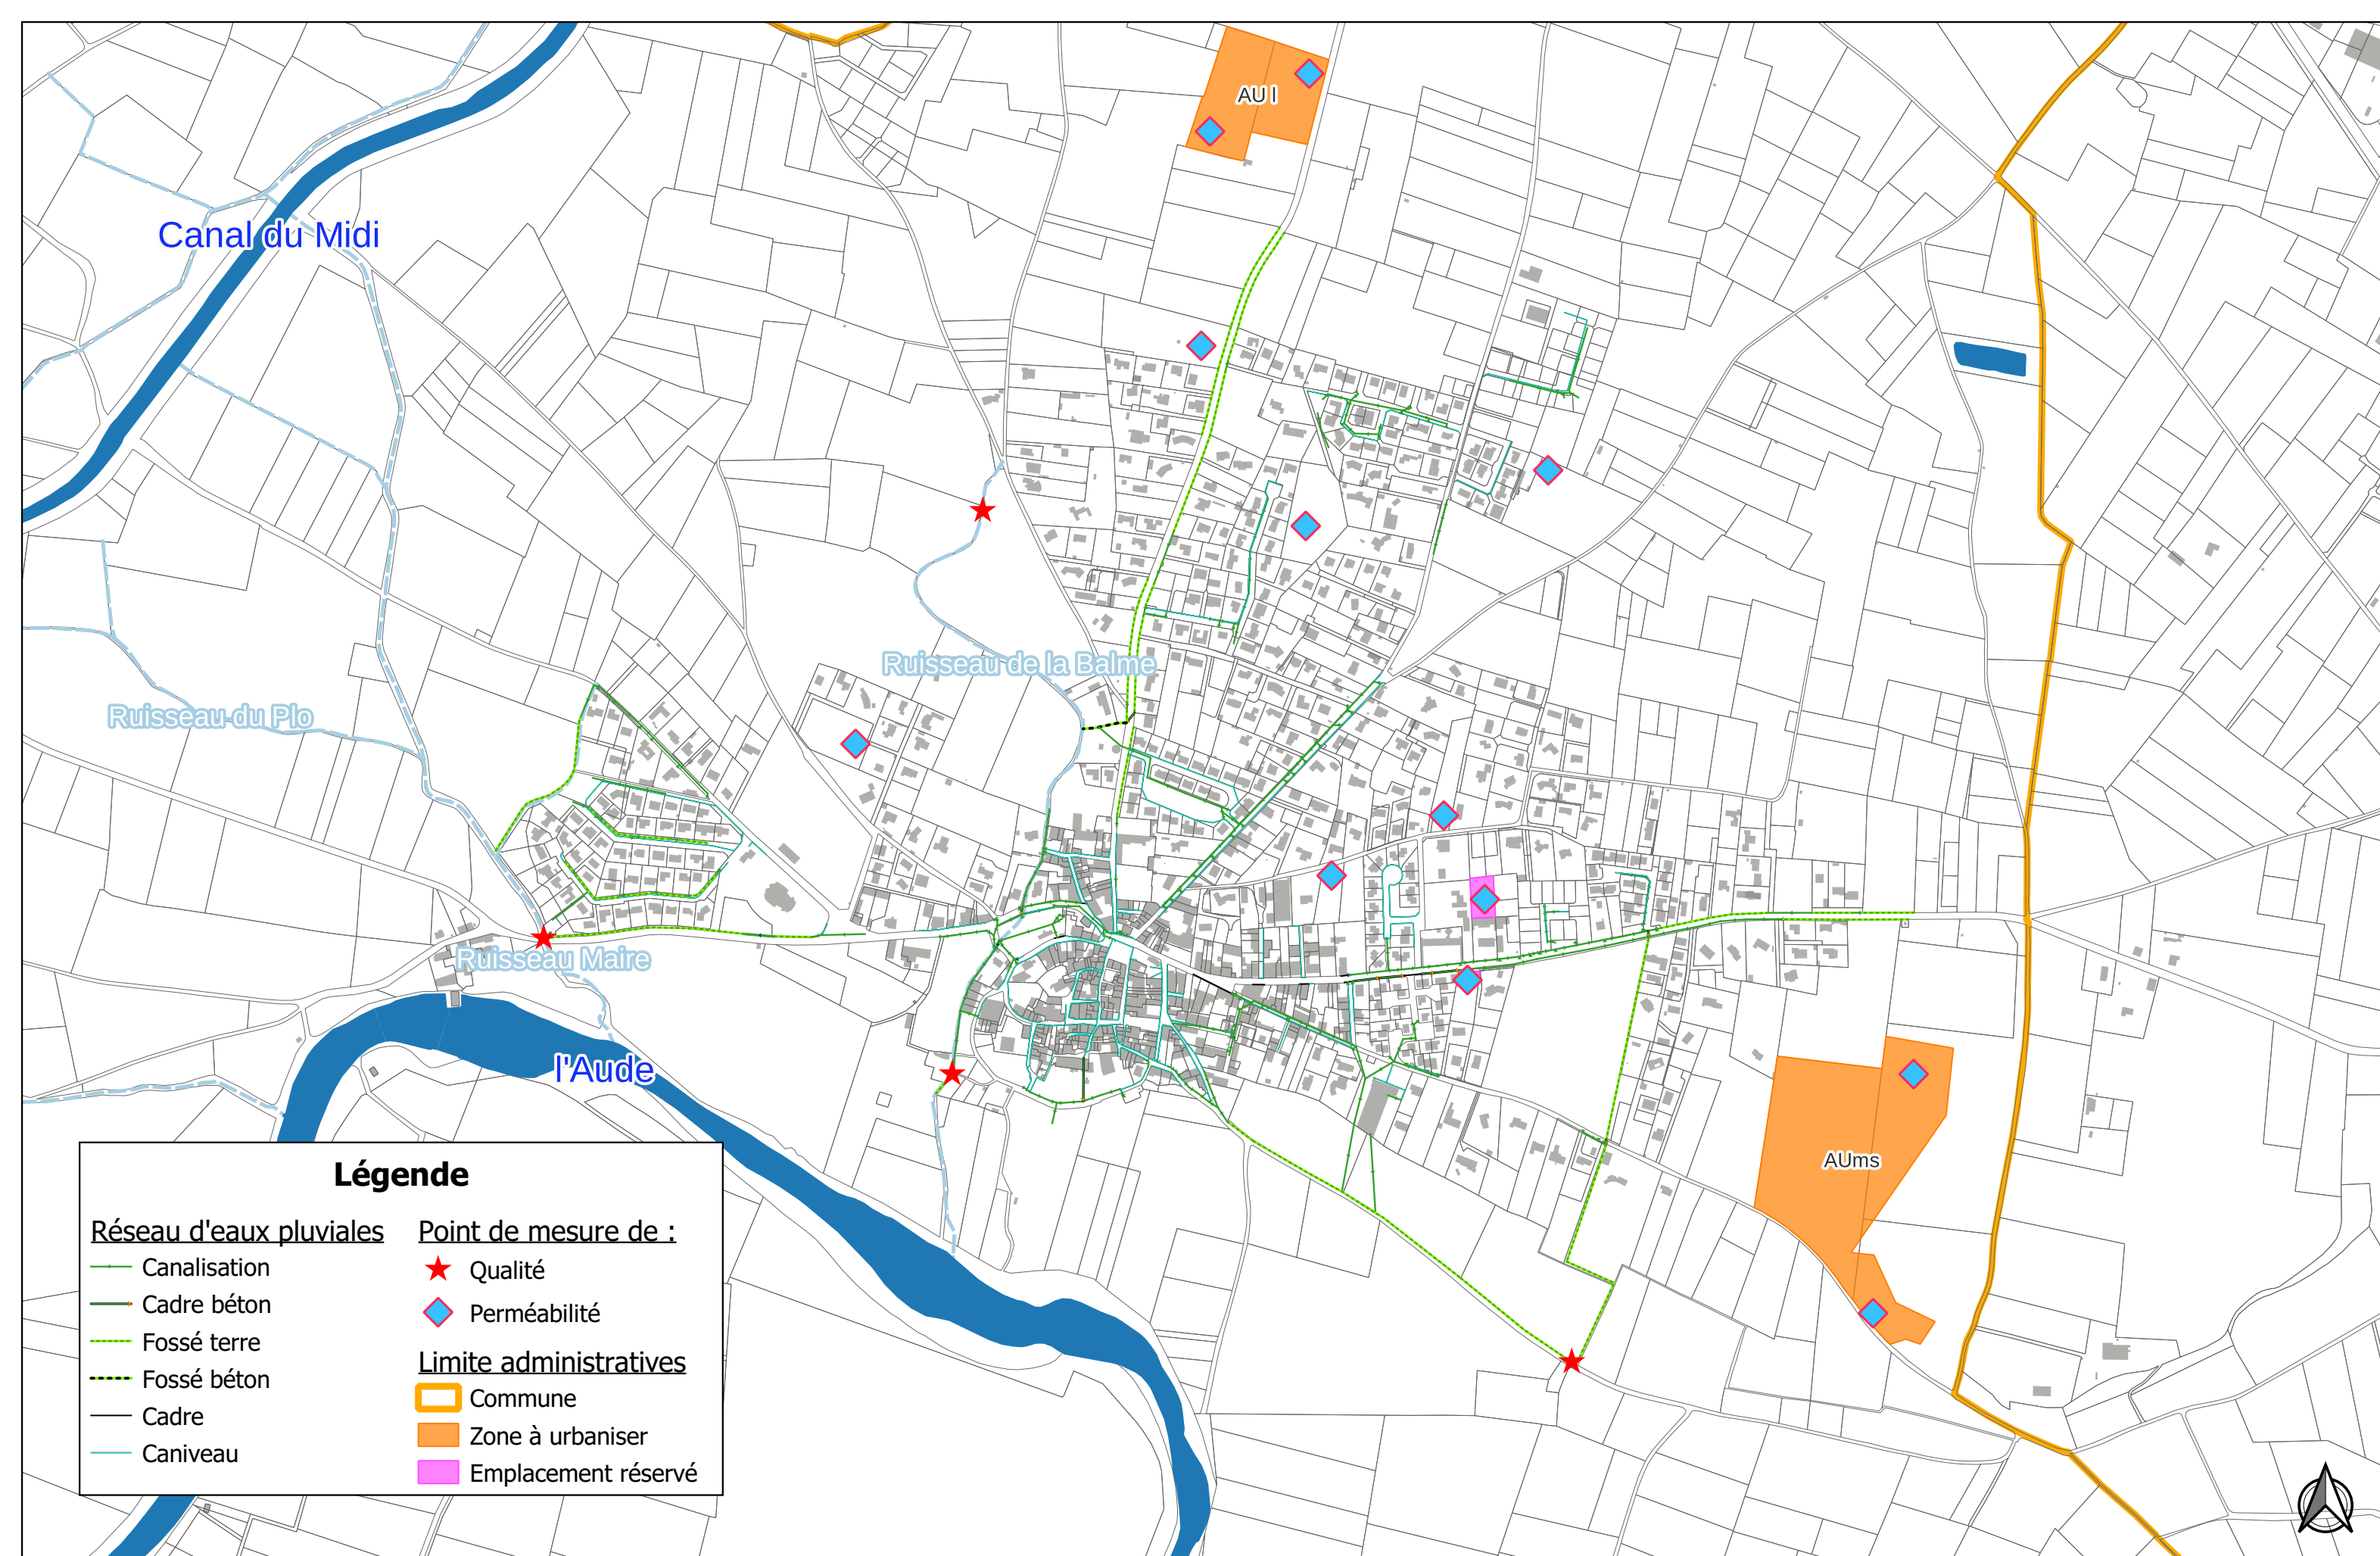 AU I
Canal du Midi
Ruisseau de la Balme
Ruisseau du Plo
Ruisseau Maire
l'Aude
AUms
Légende
Réseau d'eaux pluviales
Canalisation
Cadre béton
Fossé terre
Fossé béton
Cadre
Caniveau
Point de mesure de :
Qualité
Perméabilité
Limite administratives
Commune
Zone à urbaniser
Emplacement réservé